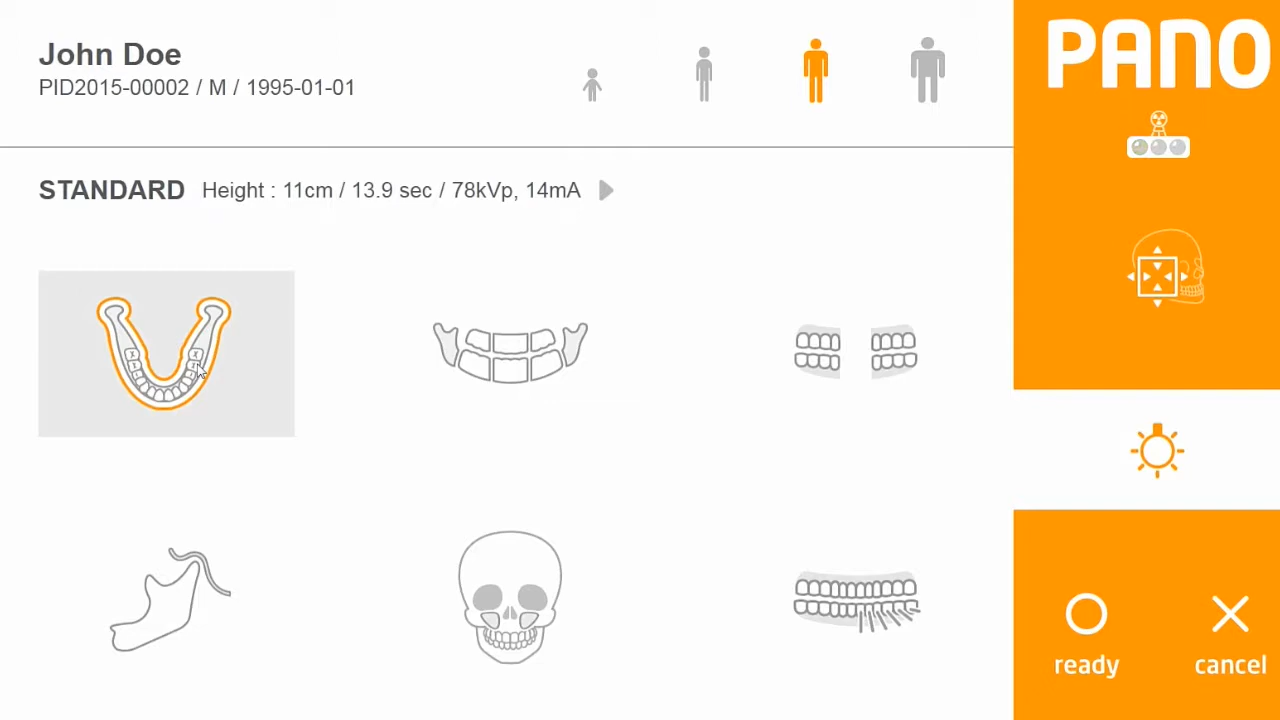 John Doe
PID2015-00002 / M / 1995-01-01
PANO
STANDARD Height : 11cm / 13.9 sec / 78kVp, 14mA
ready
cancel